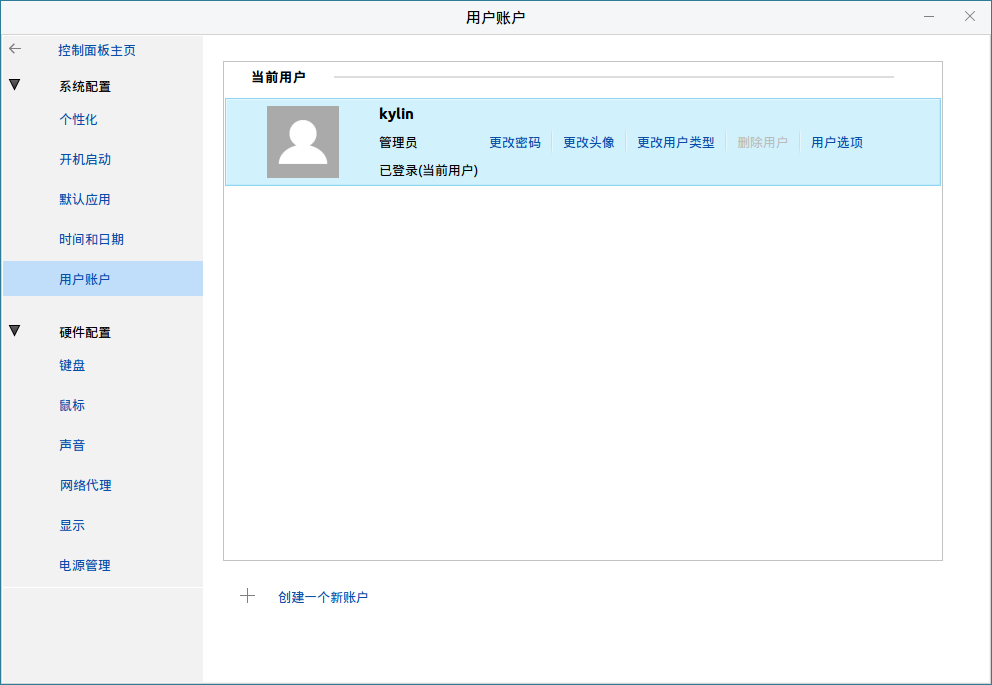 用户账户
控制面板主页
系统配置
个性化
开机启动
默认应用
时间和日期
用户账户
硬件配置
键盘
鼠标
声音
网络代理
显示
电源管理
当前用户
kylin
管理员 更改密码 更改头像 更改用户类型 删除用户 用户选项
已登录(当前用户)
创建一个新账户